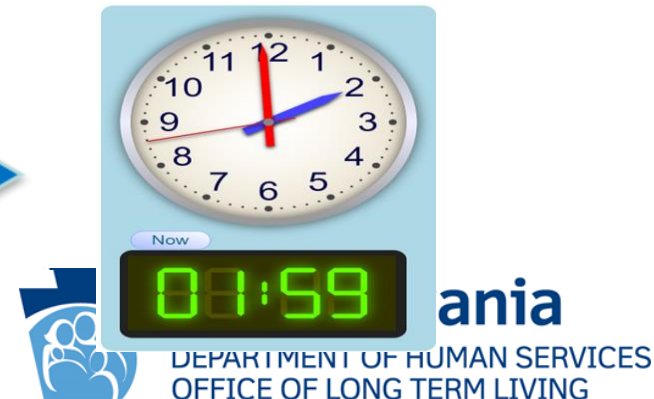 12
11 1
10 2
9 3
8 4
7 5
6
Now
01:59
ania
DEPARTMENT OF HUMAN SERVICES
OFFICE OF LONG TERM LIVING